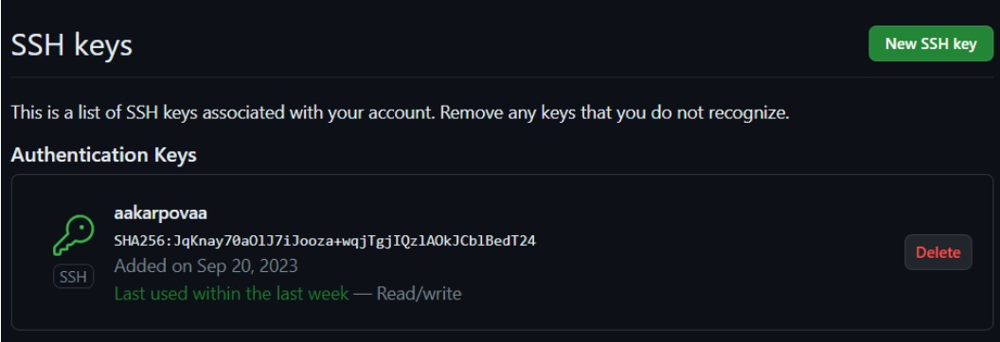 SSH keys
New SSH key
This is a list of SSH keys associated with your account. Remove any keys that you do not recognize.
Authentication Keys
aakarpovaa
SHA256:JqKnay70aOlJ7iJooza+wqjTgjIQzlAOkJCblBedT24
Added on Sep 20, 2023
Last used within the last week — Read/write
SSH
Delete